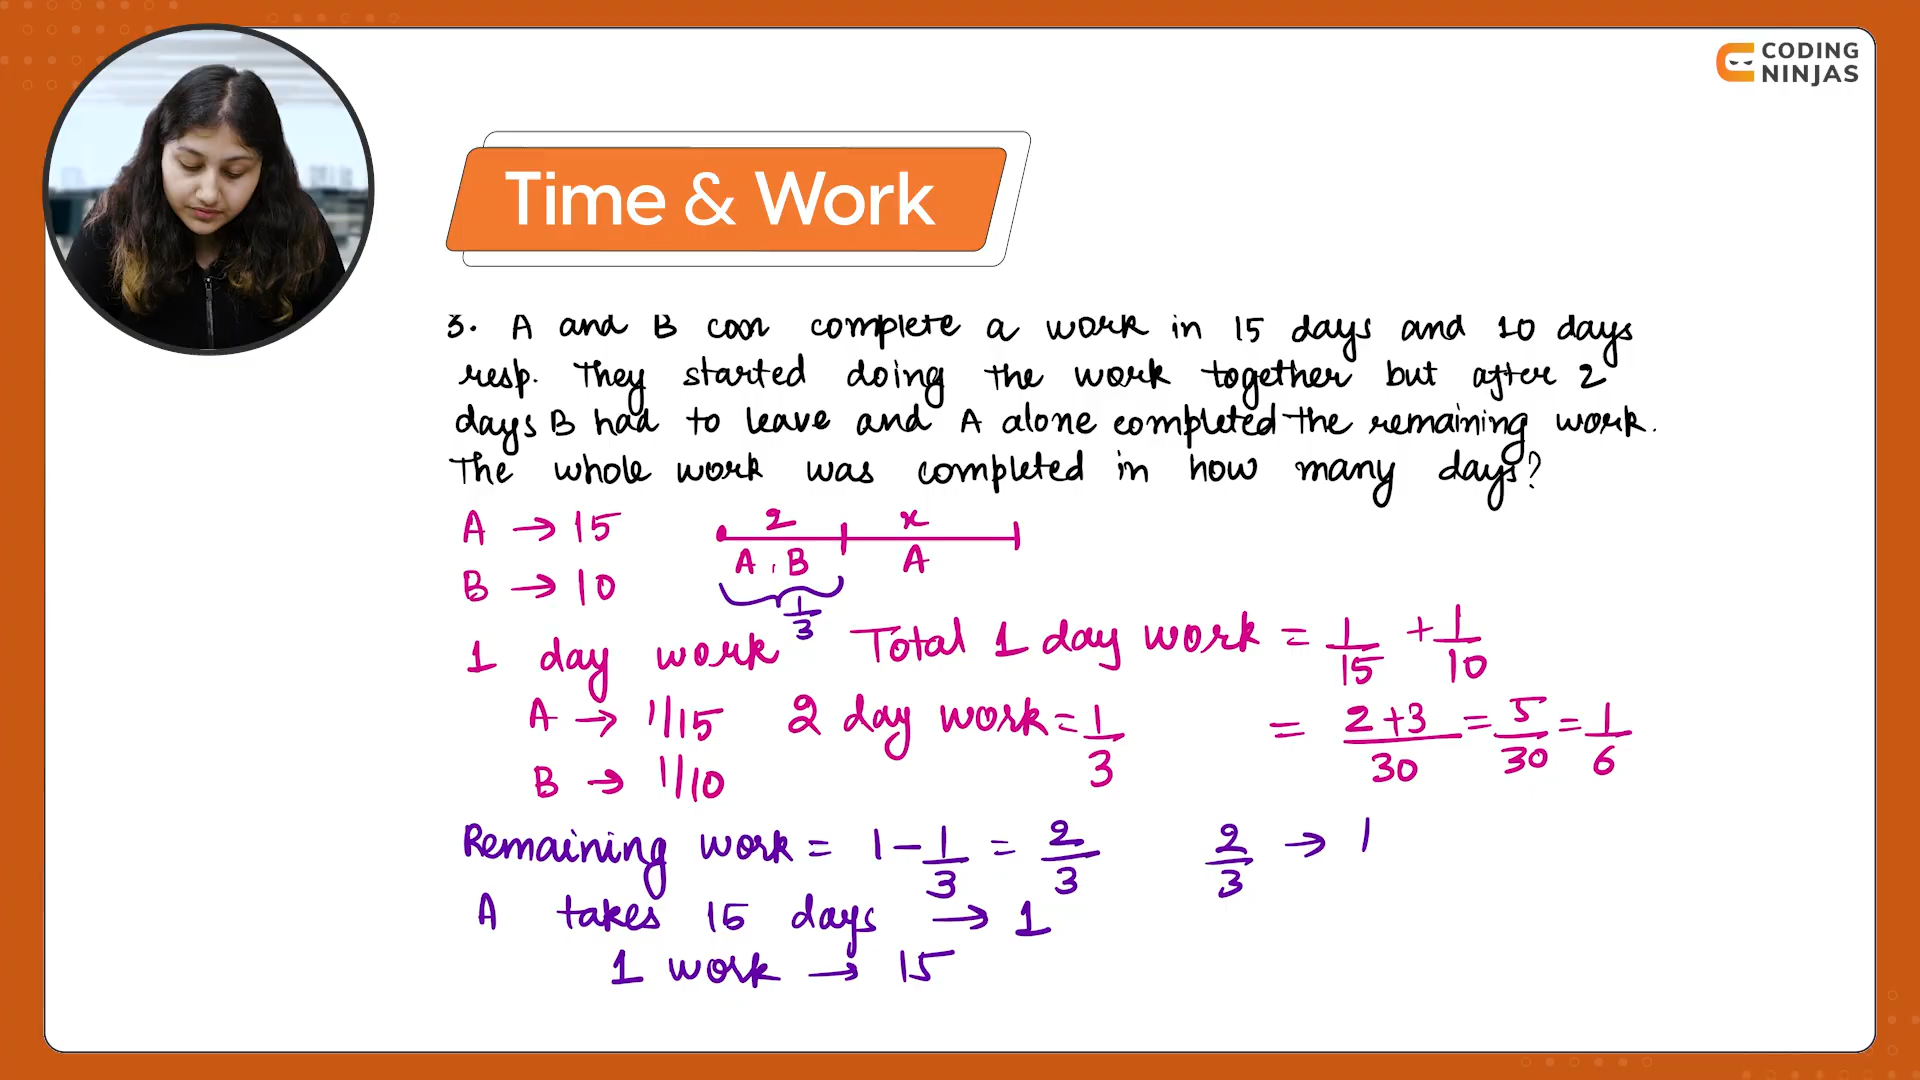 CODING
NINJAS
Time & Work
3. A and B can complete a work in 15 days and 10 days
resp. They started doing the work together but after 2
days B had to leave and A alone completed the remaining work.
The whole work was completed in how many days?
A → 15
2 x
A, B A
B → 10
1/3
1 day work
Total 1 day work = 1/15 + 1/10
A → 1/15
2 day work = 1/3
= 2+3/30 = 5/30 = 1/6
B → 1/10
Remaining work = 1 - 1/3 = 2/3
2/3 → 1
A takes 15 days → 1
1 work → 15